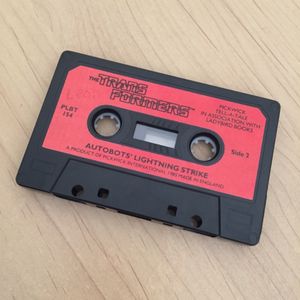 THE TRANSFORMERS
PLBT
154
PICKWICK
TELL-A-TALE
IN ASSOCIATION WITH
LADYBIRD BOOKS
Side 2
AUTOBOTS' LIGHTNING STRIKE
A PRODUCT OF PICKWICK INTERNATIONAL 1985 MADE IN ENGLAND